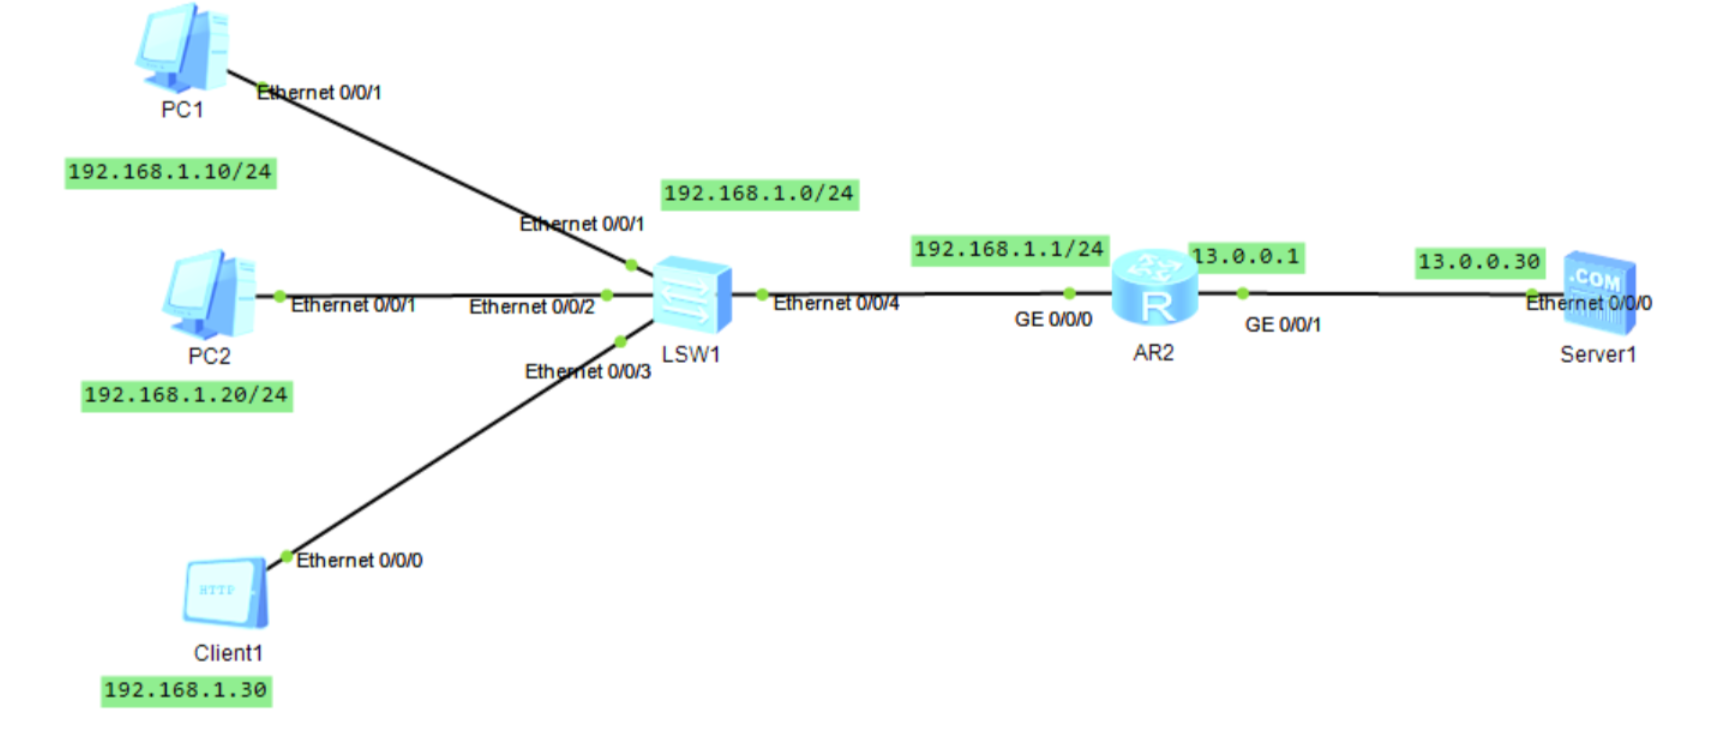 Ethernet 0/0/1
PC1
192.168.1.10/24
192.168.1.0/24
Ethernet 0/0/1
192.168.1.1/24
13.0.0.1
13.0.0.30
.COM
Ethernet 0/0/1
Ethernet 0/0/2
Ethernet 0/0/4
R
Ethernet 0/0/0
GE 0/0/0
GE 0/0/1
PC2
LSW1
AR2
Server1
Ethernet 0/0/3
192.168.1.20/24
Ethernet 0/0/0
HTTP
Client1
192.168.1.30